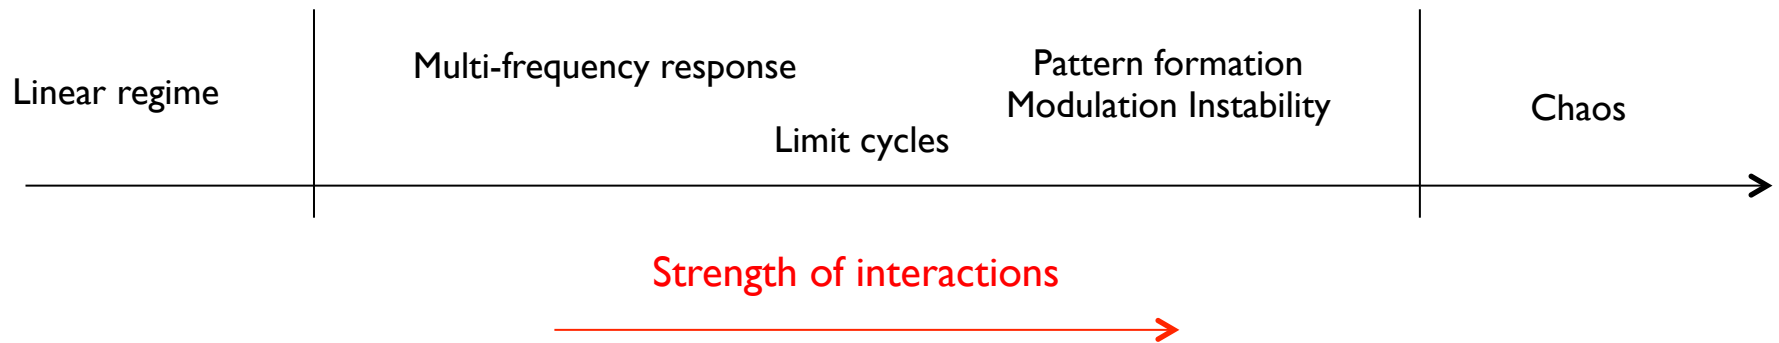 Linear regime
Multi-frequency response
Limit cycles
Pattern formation
Modulation Instability
Chaos
Strength of interactions